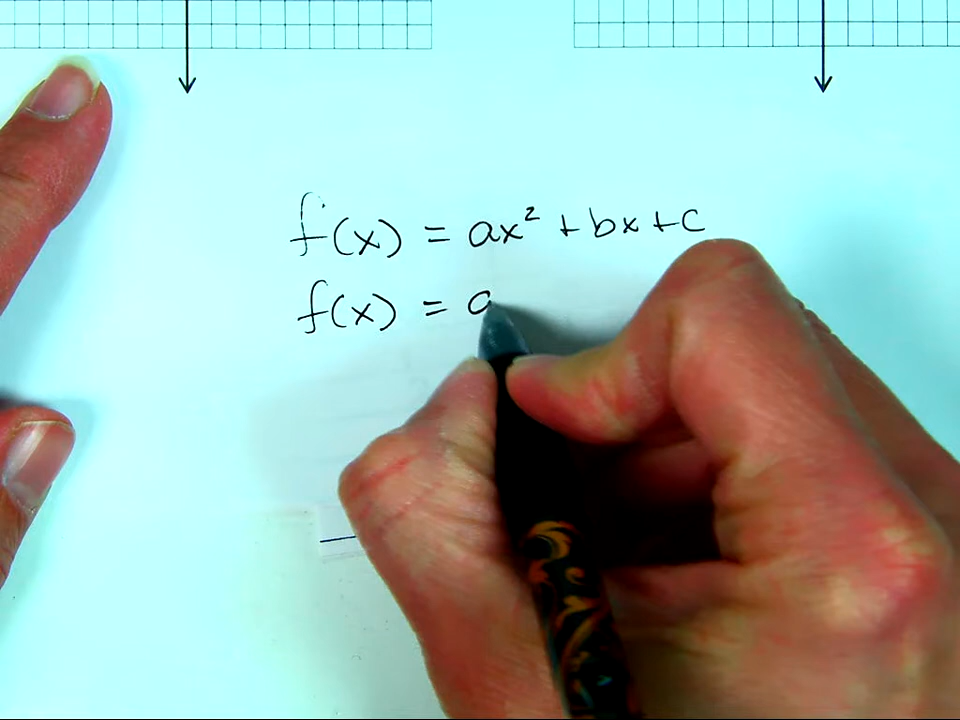 f(x) = ax² + bx + c
f(x) = a